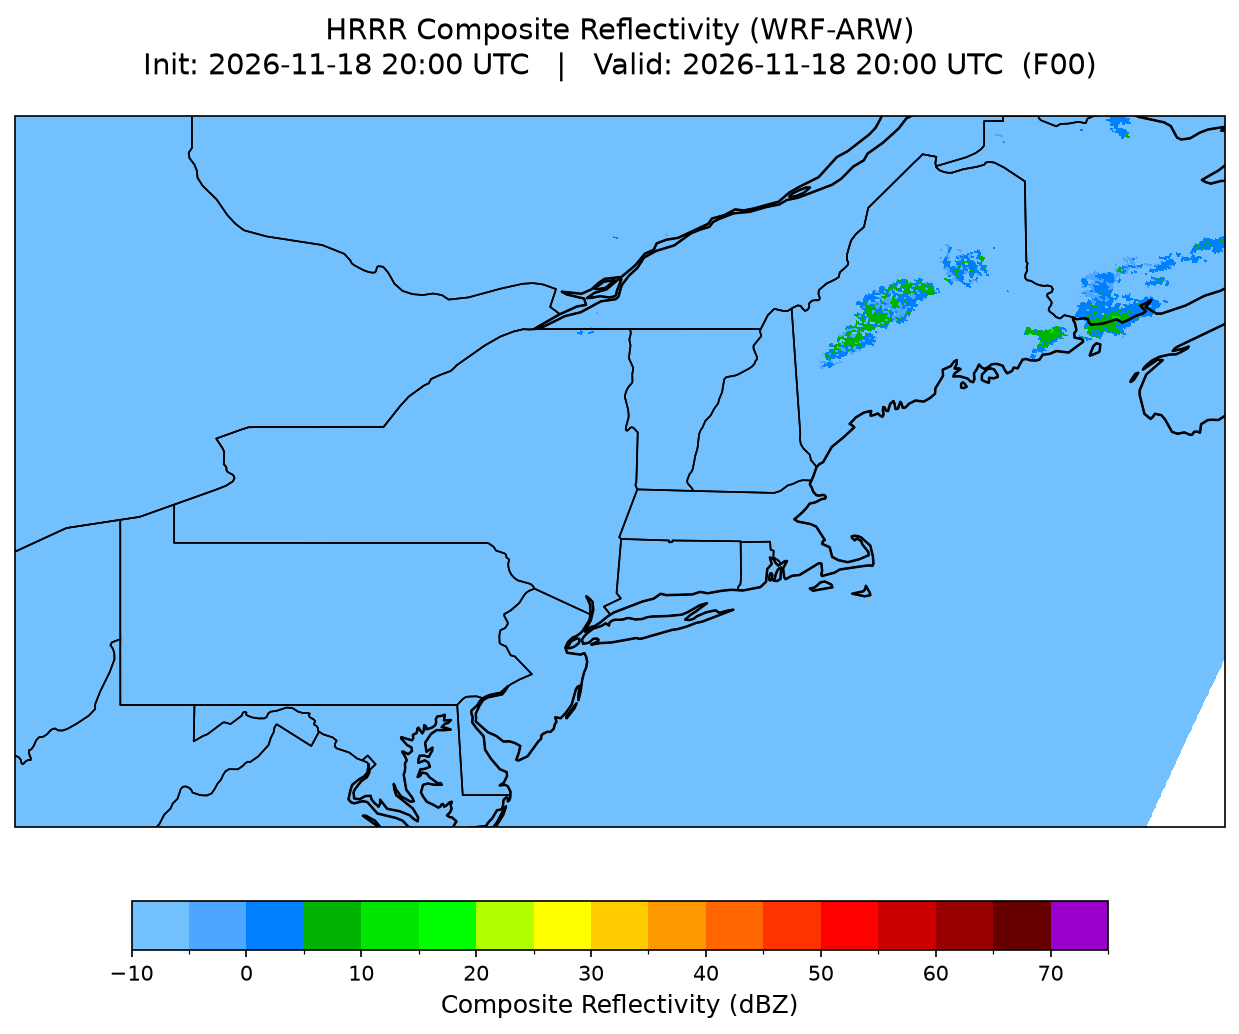 HRRR Composite Reflectivity (WRF-ARW)
Init: 2026-11-18 20:00 UTC   |   Valid: 2026-11-18 20:00 UTC  (F00)
−10 0 10 20 30 40 50 60 70
Composite Reflectivity (dBZ)